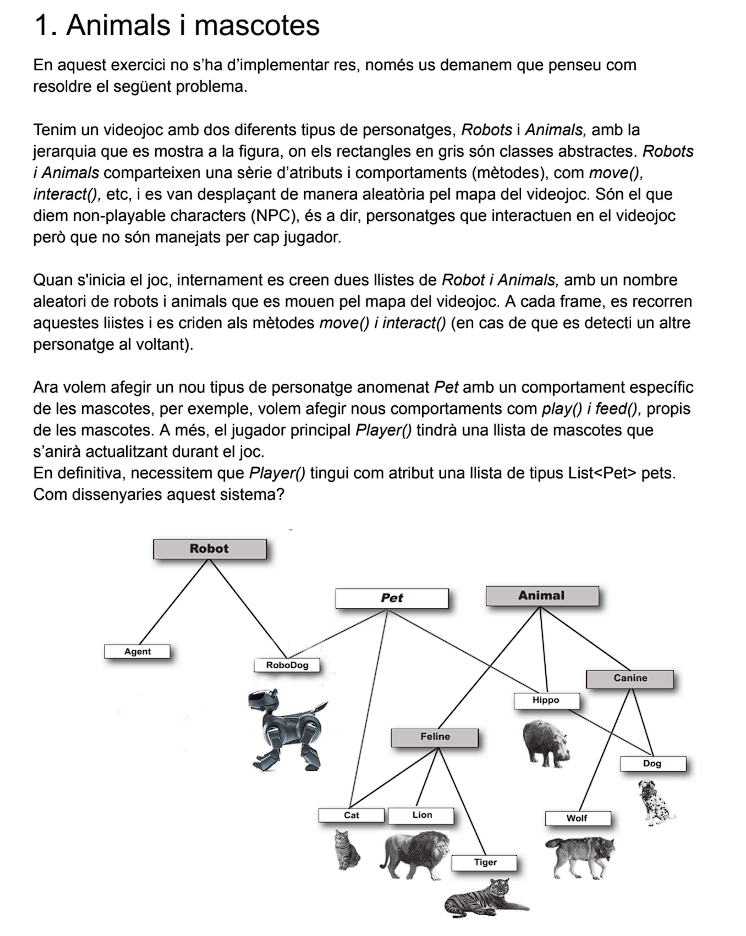 1. Animals i mascotes
En aquest exercici no s’ha d’implementar res, només us demanem que penseu com
resoldre el següent problema.
Tenim un videojoc amb dos diferents tipus de personatges, Robots i Animals, amb la
jerarquia que es mostra a la figura, on els rectangles en gris són classes abstractes. Robots
i Animals comparteixen una sèrie d’atributs i comportaments (mètodes), com move(),
interact(), etc, i es van desplaçant de manera aleatòria pel mapa del videojoc. Són el que
diem non-playable characters (NPC), és a dir, personatges que interactuen en el videojoc
però que no són manejats per cap jugador.
Quan s'inicia el joc, internament es creen dues llistes de Robot i Animals, amb un nombre
aleatori de robots i animals que es mouen pel mapa del videojoc. A cada frame, es recorren
aquestes lliistes i es criden als mètodes move() i interact() (en cas de que es detecti un altre
personatge al voltant).
Ara volem afegir un nou tipus de personatge anomenat Pet amb un comportament específic
de les mascotes, per exemple, volem afegir nous comportaments com play() i feed(), propis
de les mascotes. A més, el jugador principal Player() tindrà una llista de mascotes que
s’anirà actualitzant durant el joc.
En definitiva, necessitem que Player() tingui com atribut una llista de tipus List<Pet> pets.
Com dissenyaries aquest sistema?
Robot
Pet
Animal
Agent
RoboDog
Canine
Hippo
Feline
Dog
Cat
Lion
Wolf
Tiger